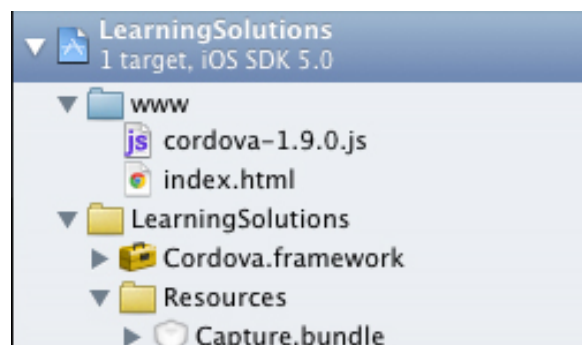 LearningSolutions
1 target, iOS SDK 5.0
www
js cordova-1.9.0.js
index.html
LearningSolutions
Cordova.framework
Resources
Capture.bundle